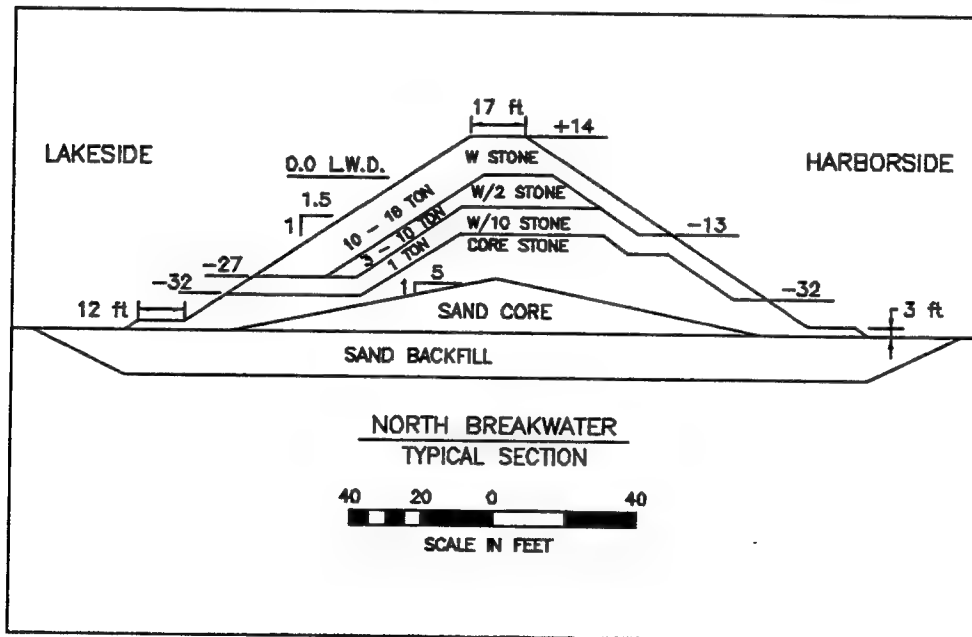 17 ft
+14
LAKESIDE
HARBORSIDE
0.0 L.W.D.
W STONE
1.5
1
W/2 STONE
10 - 18 TON
3 - 10 TON
1 TON
W/10 STONE
CORE STONE
-13
-27
-32
5
1
-32
12 ft
3 ft
SAND CORE
SAND BACKFILL
NORTH BREAKWATER
TYPICAL SECTION
40 20 0 40
SCALE IN FEET